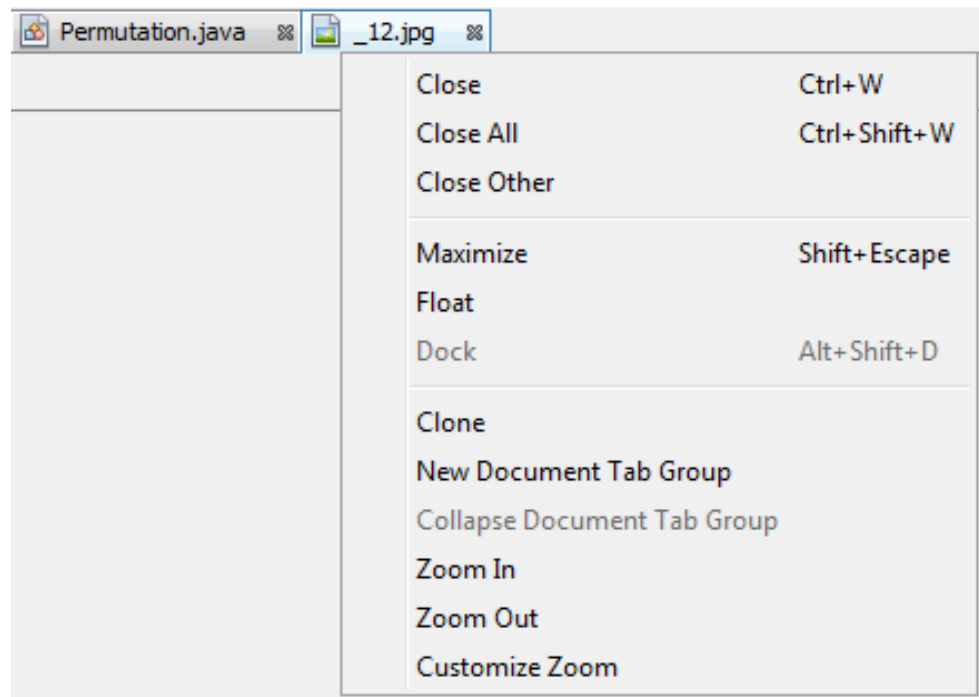 Permutation.java _12.jpg
Close Ctrl+W
Close All Ctrl+Shift+W
Close Other
Maximize Shift+Escape
Float
Dock Alt+Shift+D
Clone
New Document Tab Group
Collapse Document Tab Group
Zoom In
Zoom Out
Customize Zoom